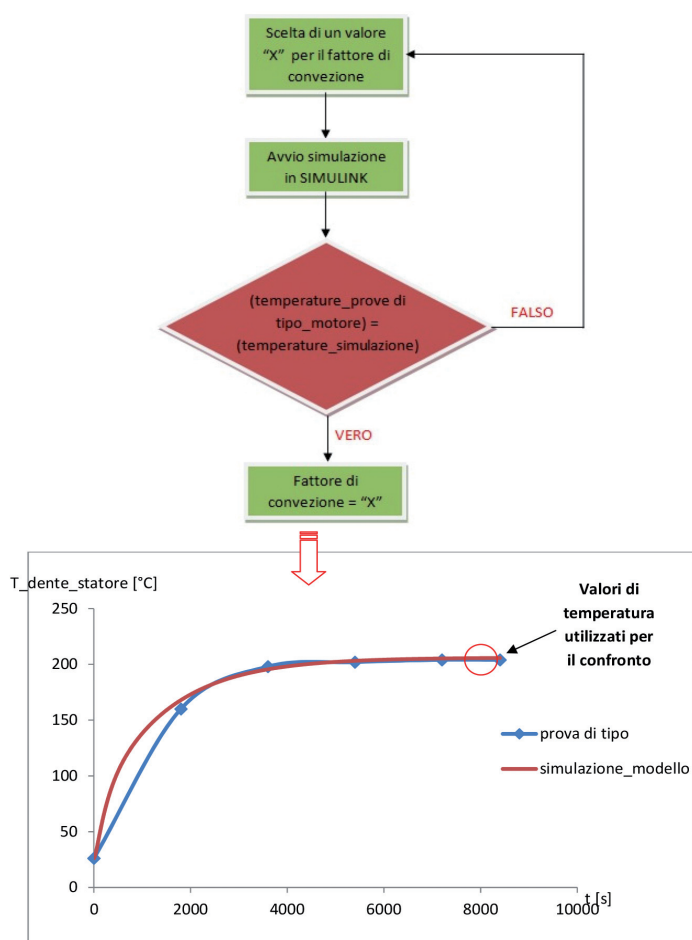 Scelta di un valore
“X” per il fattore di
convezione
Avvio simulazione
in SIMULINK
(temperature_prove di
tipo_motore) =
(temperature_simulazione)
FALSO
VERO
Fattore di
convezione = “X”
T_dente_statore [°C]
Valori di
temperatura
utilizzati per
il confronto
250
200
150
100
50
0
prova di tipo
simulazione_modello
0
2000
4000
6000
8000
10000
t [s]